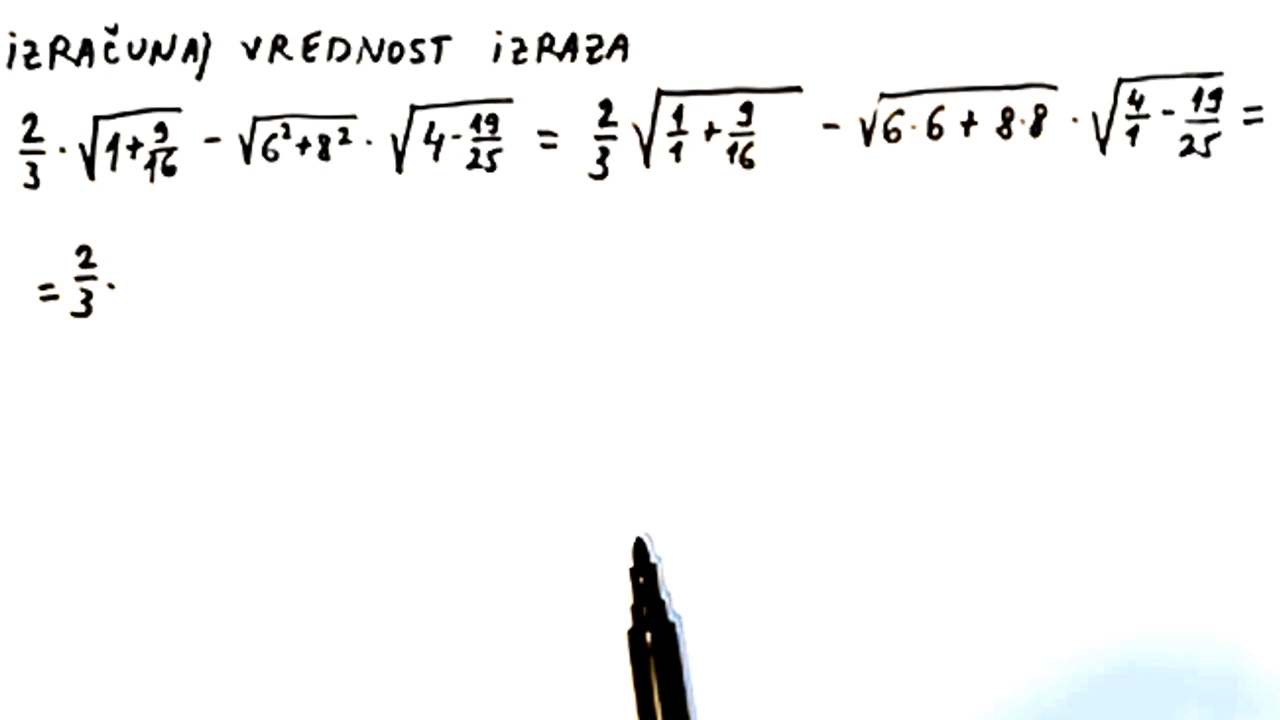 IZRAČUNAJ VREDNOST IZRAZA
2/3 · √(1+9/16) - √(6²+8²) · √(4-19/25) = 2/3 √(1/1+9/16) - √(6·6+8·8) · √(4/1-19/25) =
= 2/3 ·